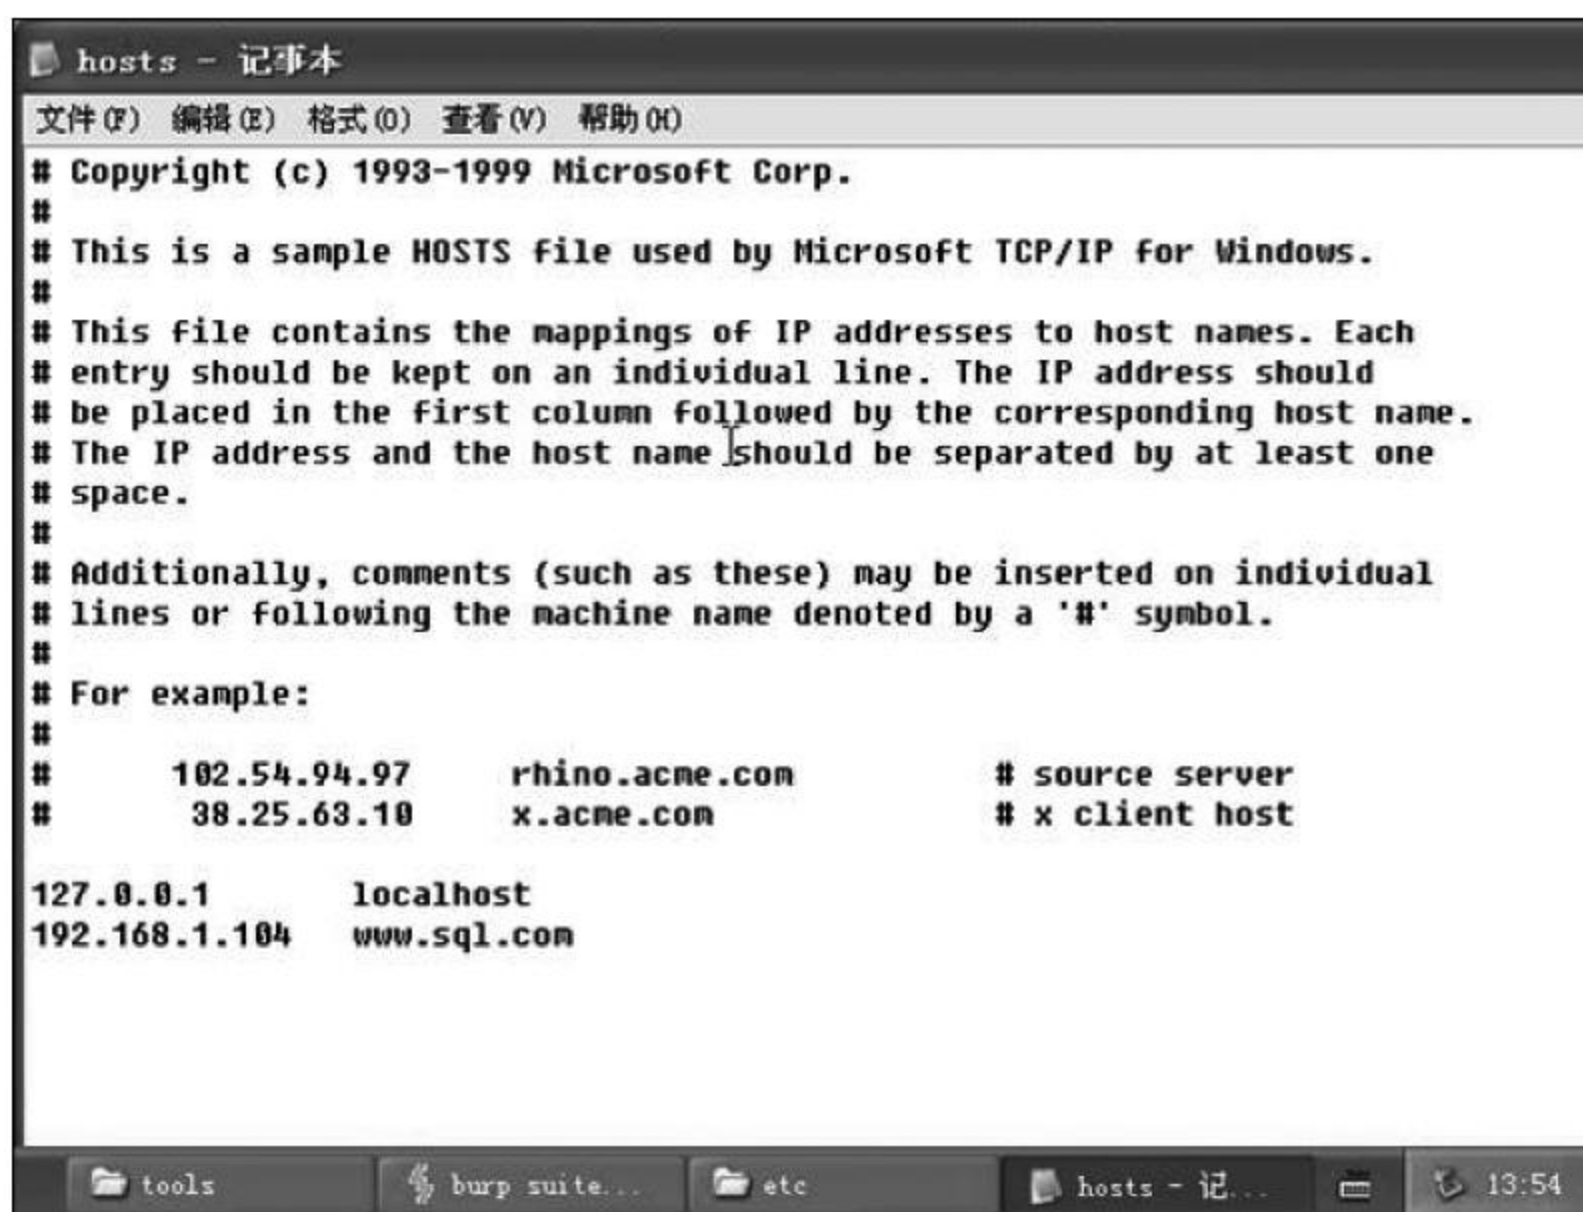 hosts - 记事本
文件(F) 编辑(E) 格式(O) 查看(V) 帮助(H)
# Copyright (c) 1993-1999 Microsoft Corp.
#
# This is a sample HOSTS file used by Microsoft TCP/IP for Windows.
#
# This file contains the mappings of IP addresses to host names. Each
# entry should be kept on an individual line. The IP address should
# be placed in the first column followed by the corresponding host name.
# The IP address and the host name should be separated by at least one
# space.
#
# Additionally, comments (such as these) may be inserted on individual
# lines or following the machine name denoted by a '#' symbol.
#
# For example:
#
#       102.54.94.97     rhino.acme.com          # source server
#        38.25.63.10     x.acme.com              # x client host

127.0.0.1       localhost
192.168.1.104   www.sql.com
tools burp suite... etc hosts - 记... 13:54